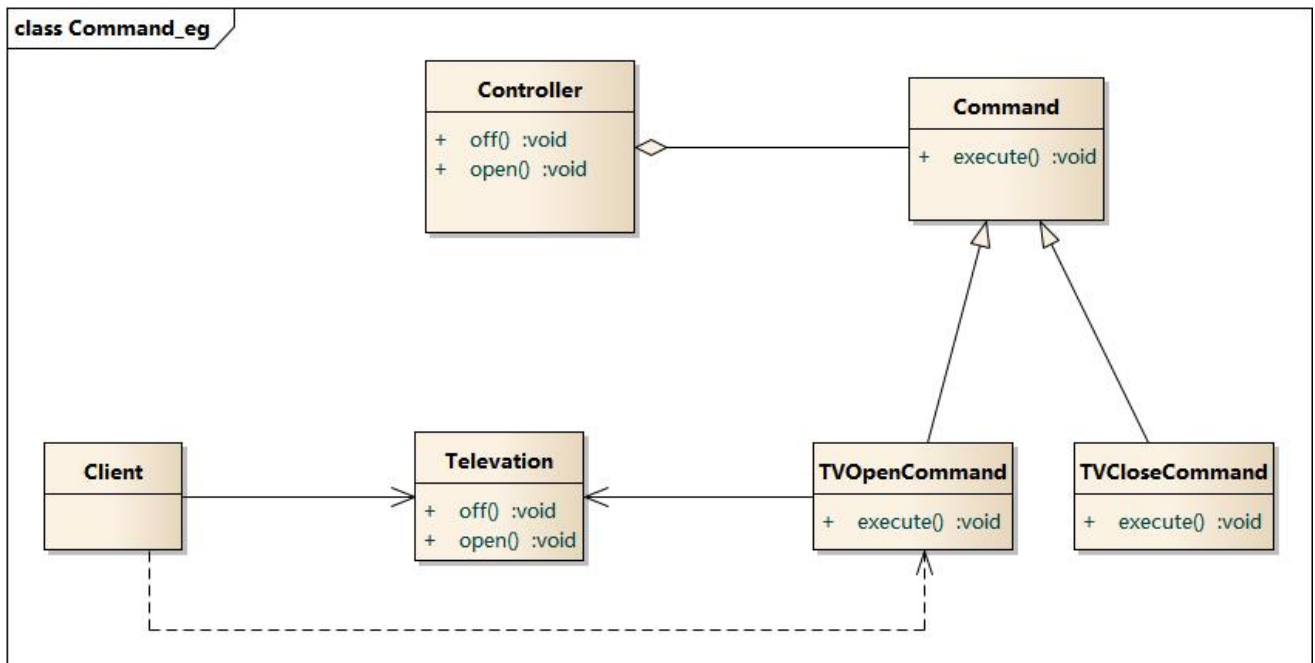 class Command_eg
Controller
+ off() :void
+ open() :void
Command
+ execute() :void
Client
Televation
+ off() :void
+ open() :void
TVOpenCommand
+ execute() :void
TVCloseCommand
+ execute() :void